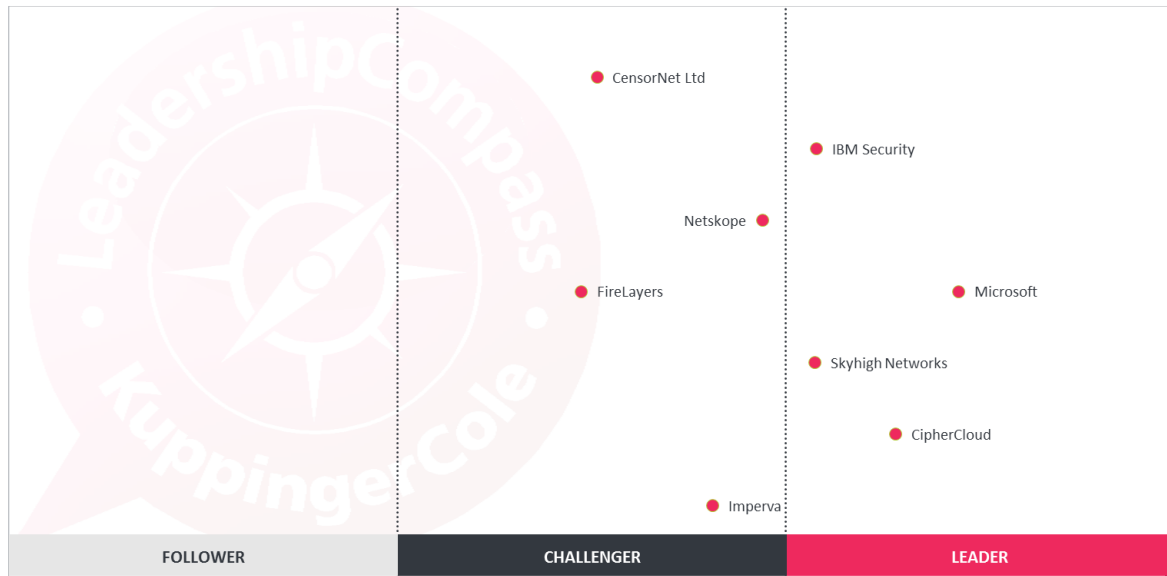 LeadershipCompass
KuppingerCole
CensorNet Ltd
IBM Security
Netskope
FireLayers
Microsoft
Skyhigh Networks
CipherCloud
Imperva
FOLLOWER
CHALLENGER
LEADER